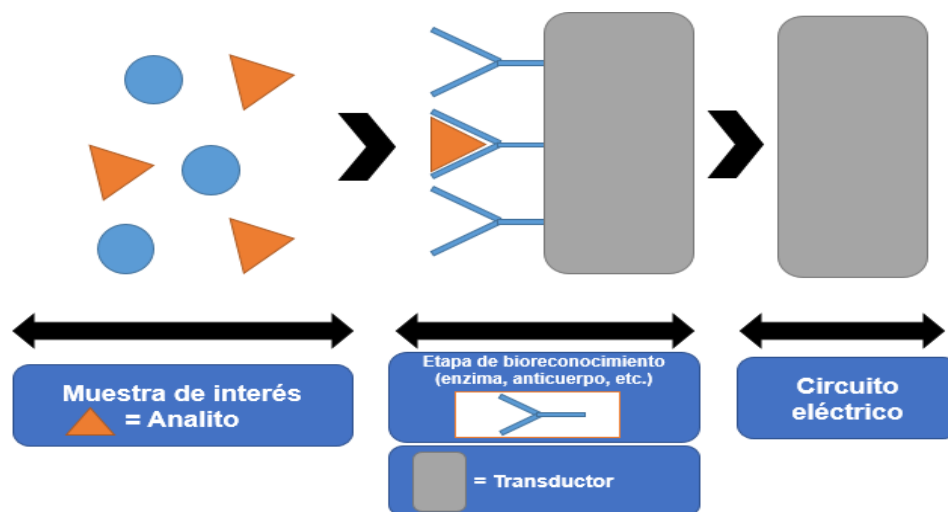 Muestra de interés
= Analito
Etapa de bioreconocimiento
(enzima, anticuerpo, etc.)
= Transductor
Circuito
eléctrico